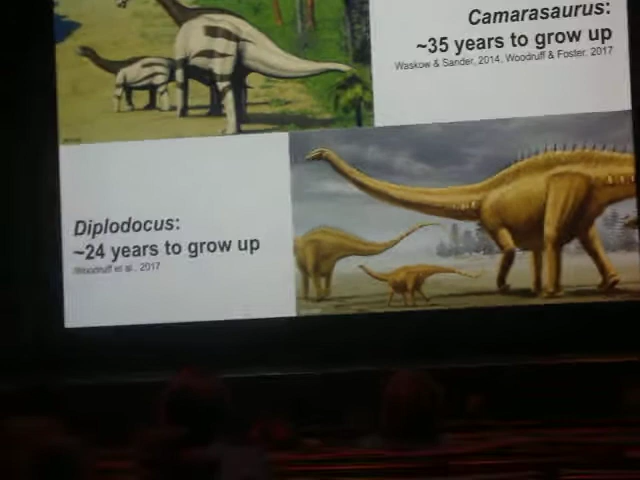 Camarasaurus:
~35 years to grow up
Waskow & Sander, 2014, Woodruff & Foster, 2017
Diplodocus:
~24 years to grow up
Woodruff et al., 2017